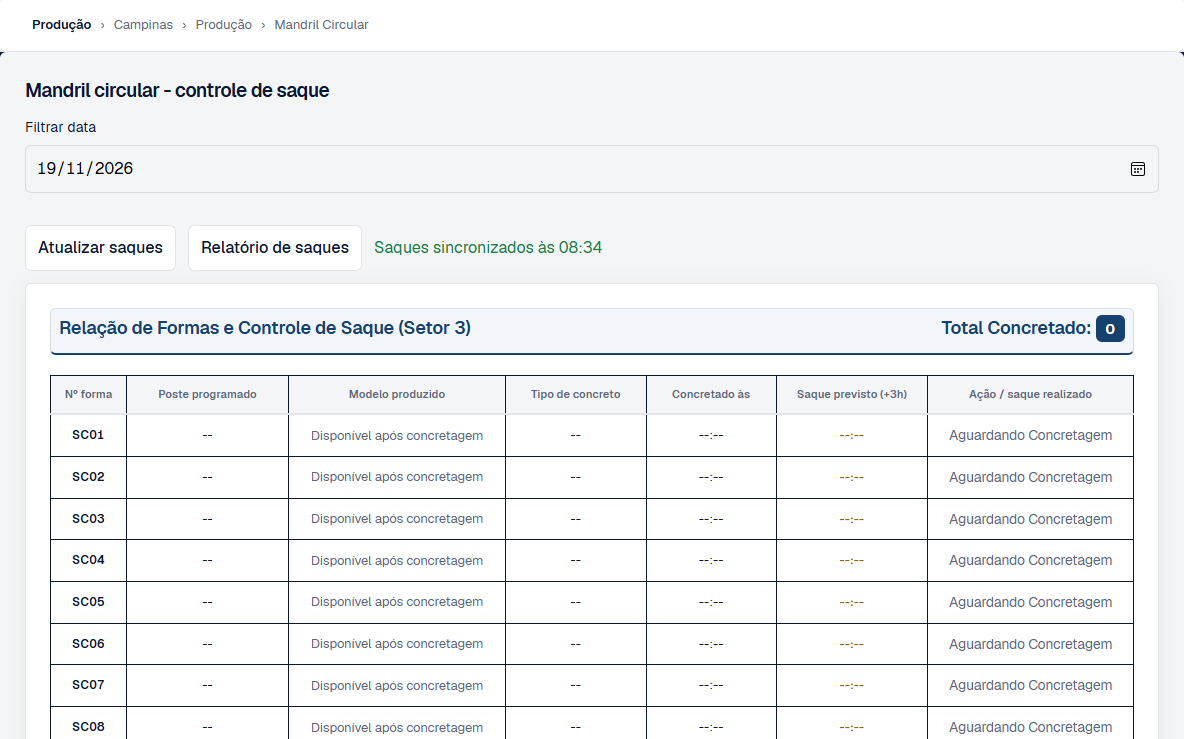 Produção › Campinas › Produção › Mandril Circular
Mandril circular - controle de saque
Filtrar data
19/11/2026
Atualizar saques Relatório de saques Saques sincronizados às 08:34
Relação de Formas e Controle de Saque (Setor 3) Total Concretado: 0
Nº forma Poste programado Modelo produzido Tipo de concreto Concretado às Saque previsto (+3h) Ação / saque realizado
SC01 -- Disponível após concretagem -- --:-- --:-- Aguardando Concretagem
SC02 -- Disponível após concretagem -- --:-- --:-- Aguardando Concretagem
SC03 -- Disponível após concretagem -- --:-- --:-- Aguardando Concretagem
SC04 -- Disponível após concretagem -- --:-- --:-- Aguardando Concretagem
SC05 -- Disponível após concretagem -- --:-- --:-- Aguardando Concretagem
SC06 -- Disponível após concretagem -- --:-- --:-- Aguardando Concretagem
SC07 -- Disponível após concretagem -- --:-- --:-- Aguardando Concretagem
SC08 -- Disponível após concretagem -- --:-- --:-- Aguardando Concretagem